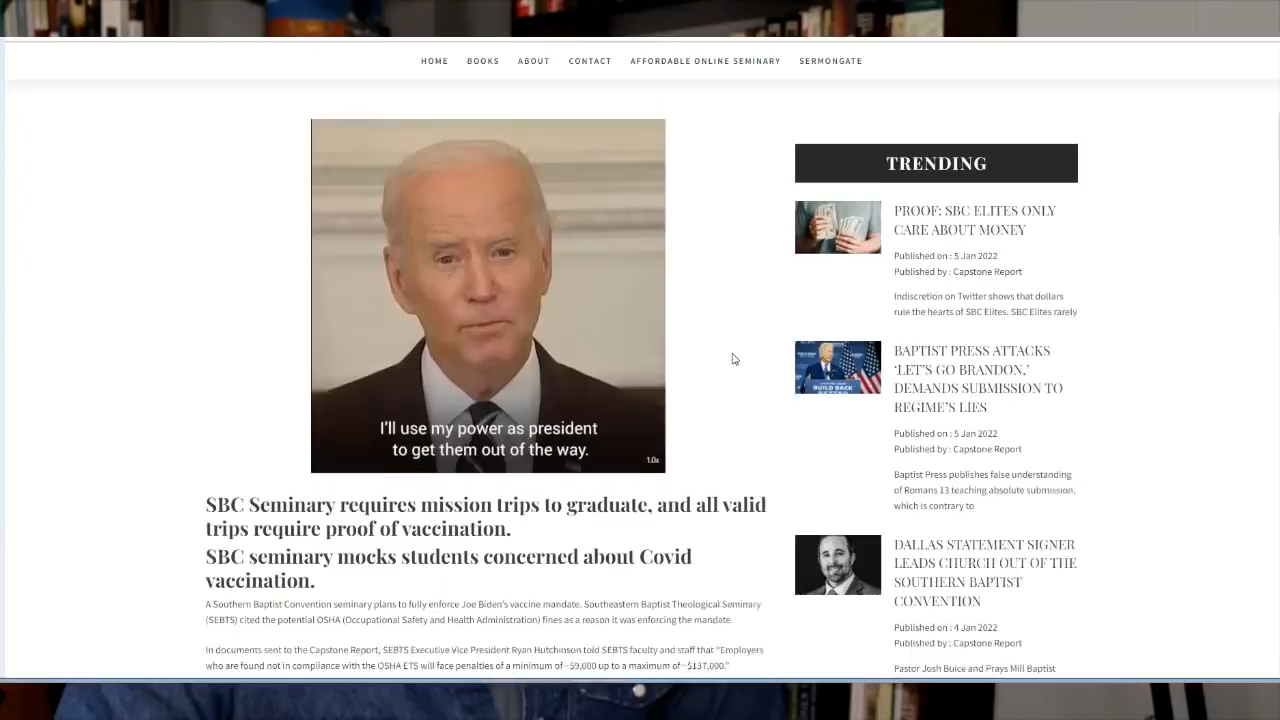 HOME BOOKS ABOUT CONTACT AFFORDABLE ONLINE SEMINARY SERMONGATE
I'll use my power as president
to get them out of the way.
1.0x
SBC Seminary requires mission trips to graduate, and all valid
trips require proof of vaccination.
SBC seminary mocks students concerned about Covid
vaccination.
A Southern Baptist Convention seminary plans to fully enforce Joe Biden's vaccine mandate. Southeastern Baptist Theological Seminary
(SEBTS) cited the potential OSHA (Occupational Safety and Health Administration) fines as a reason it was enforcing the mandate.
In documents sent to the Capstone Report, SEBTS Executive Vice President Ryan Hutchinson told SEBTS faculty and staff that "Employers
who are found not in compliance with the OSHA ETS will face penalties of a minimum of ~$9,000 up to a maximum of ~$137,000."
TRENDING
PROOF: SBC ELITES ONLY
CARE ABOUT MONEY
Published on : 5 Jan 2022
Published by : Capstone Report
Indiscretion on Twitter shows that dollars
rule the hearts of SBC Elites. SBC Elites rarely
BUILD BACK
BETTER
BAPTIST PRESS ATTACKS
'LET'S GO BRANDON,'
DEMANDS SUBMISSION TO
REGIME'S LIES
Published on : 5 Jan 2022
Published by : Capstone Report
Baptist Press publishes false understanding
of Romans 13 teaching absolute submission,
which is contrary to
DALLAS STATEMENT SIGNER
LEADS CHURCH OUT OF THE
SOUTHERN BAPTIST
CONVENTION
Published on : 4 Jan 2022
Published by : Capstone Report
Pastor Josh Buice and Prays Mill Baptist